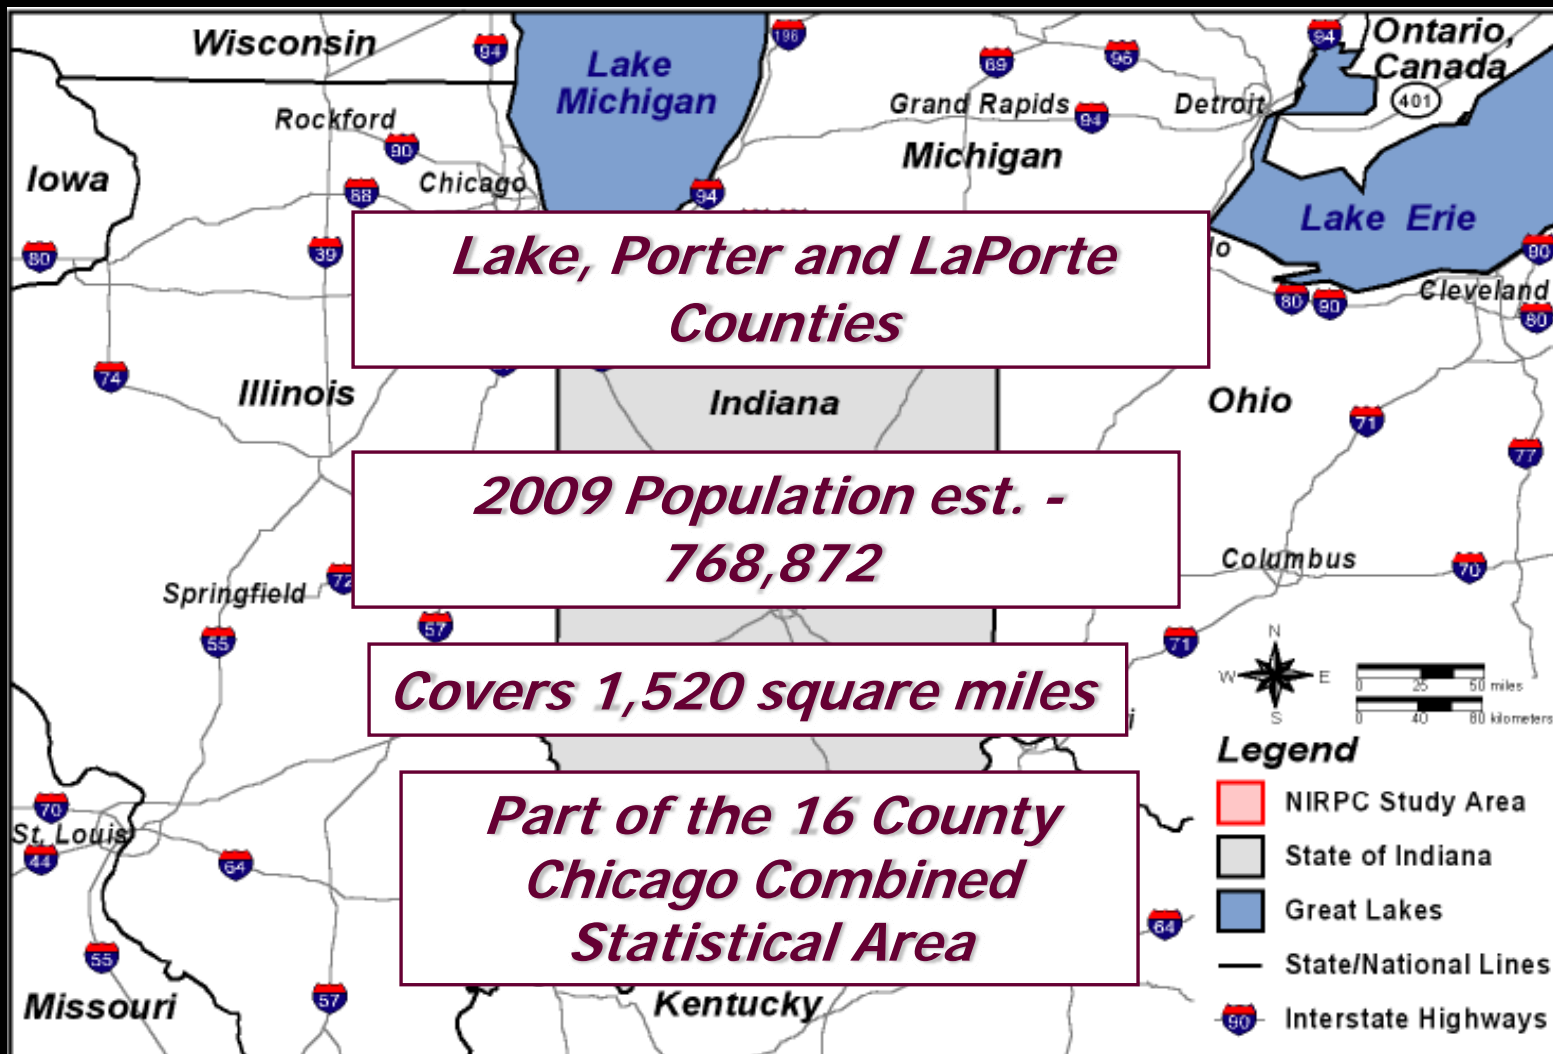 Wisconsin
94
Lake
Michigan
196
69
96
94
Ontario,
Canada
401
Rockford
90
Grand Rapids
94
Detroit
Iowa
88
Chicago
94
Michigan
Lake Erie
80
39
Lake, Porter and LaPorte
Counties
lo
90
80
90
Cleveland
80
74
Illinois
Indiana
Ohio
71
77
2009 Population est. -
768,872
Columbus
70
Springfield
72
55
57
71
Covers 1,520 square miles
N
W
E
S
0 25 50 miles
0 40 80 kilometers
i
Legend
NIRPC Study Area
State of Indiana
Great Lakes
State/National Lines
90 Interstate Highways
70
St. Louis
44
64
Part of the 16 County
Chicago Combined
Statistical Area
64
55
57
Missouri
Kentucky